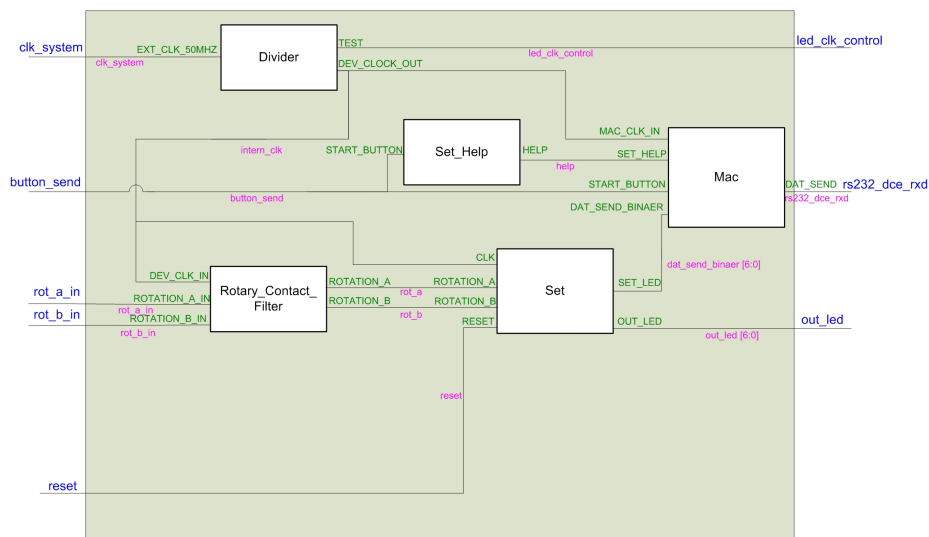 clk_system
EXT_CLK_50MHZ
clk_system
Divider
TEST
led_clk_control
led_clk_control
DEV_CLOCK_OUT
intern_clk
START_BUTTON
Set_Help
HELP
help
MAC_CLK_IN
SET_HELP
Mac
START_BUTTON
DAT_SEND_BINAER
DAT_SEND
rs232_dce_rxd
rs232_dce_rxd
button_send
button_send
CLK
dat_send_binaer [6:0]
DEV_CLK_IN
rot_a_in
ROTATION_A_IN
rot_a_in
rot_b_in
ROTATION_B_IN
rot_b_in
Rotary_Contact_
Filter
ROTATION_A
rot_a
ROTATION_A
ROTATION_B
rot_b
ROTATION_B
RESET
Set
SET_LED
OUT_LED
out_led [6:0]
out_led
reset
reset